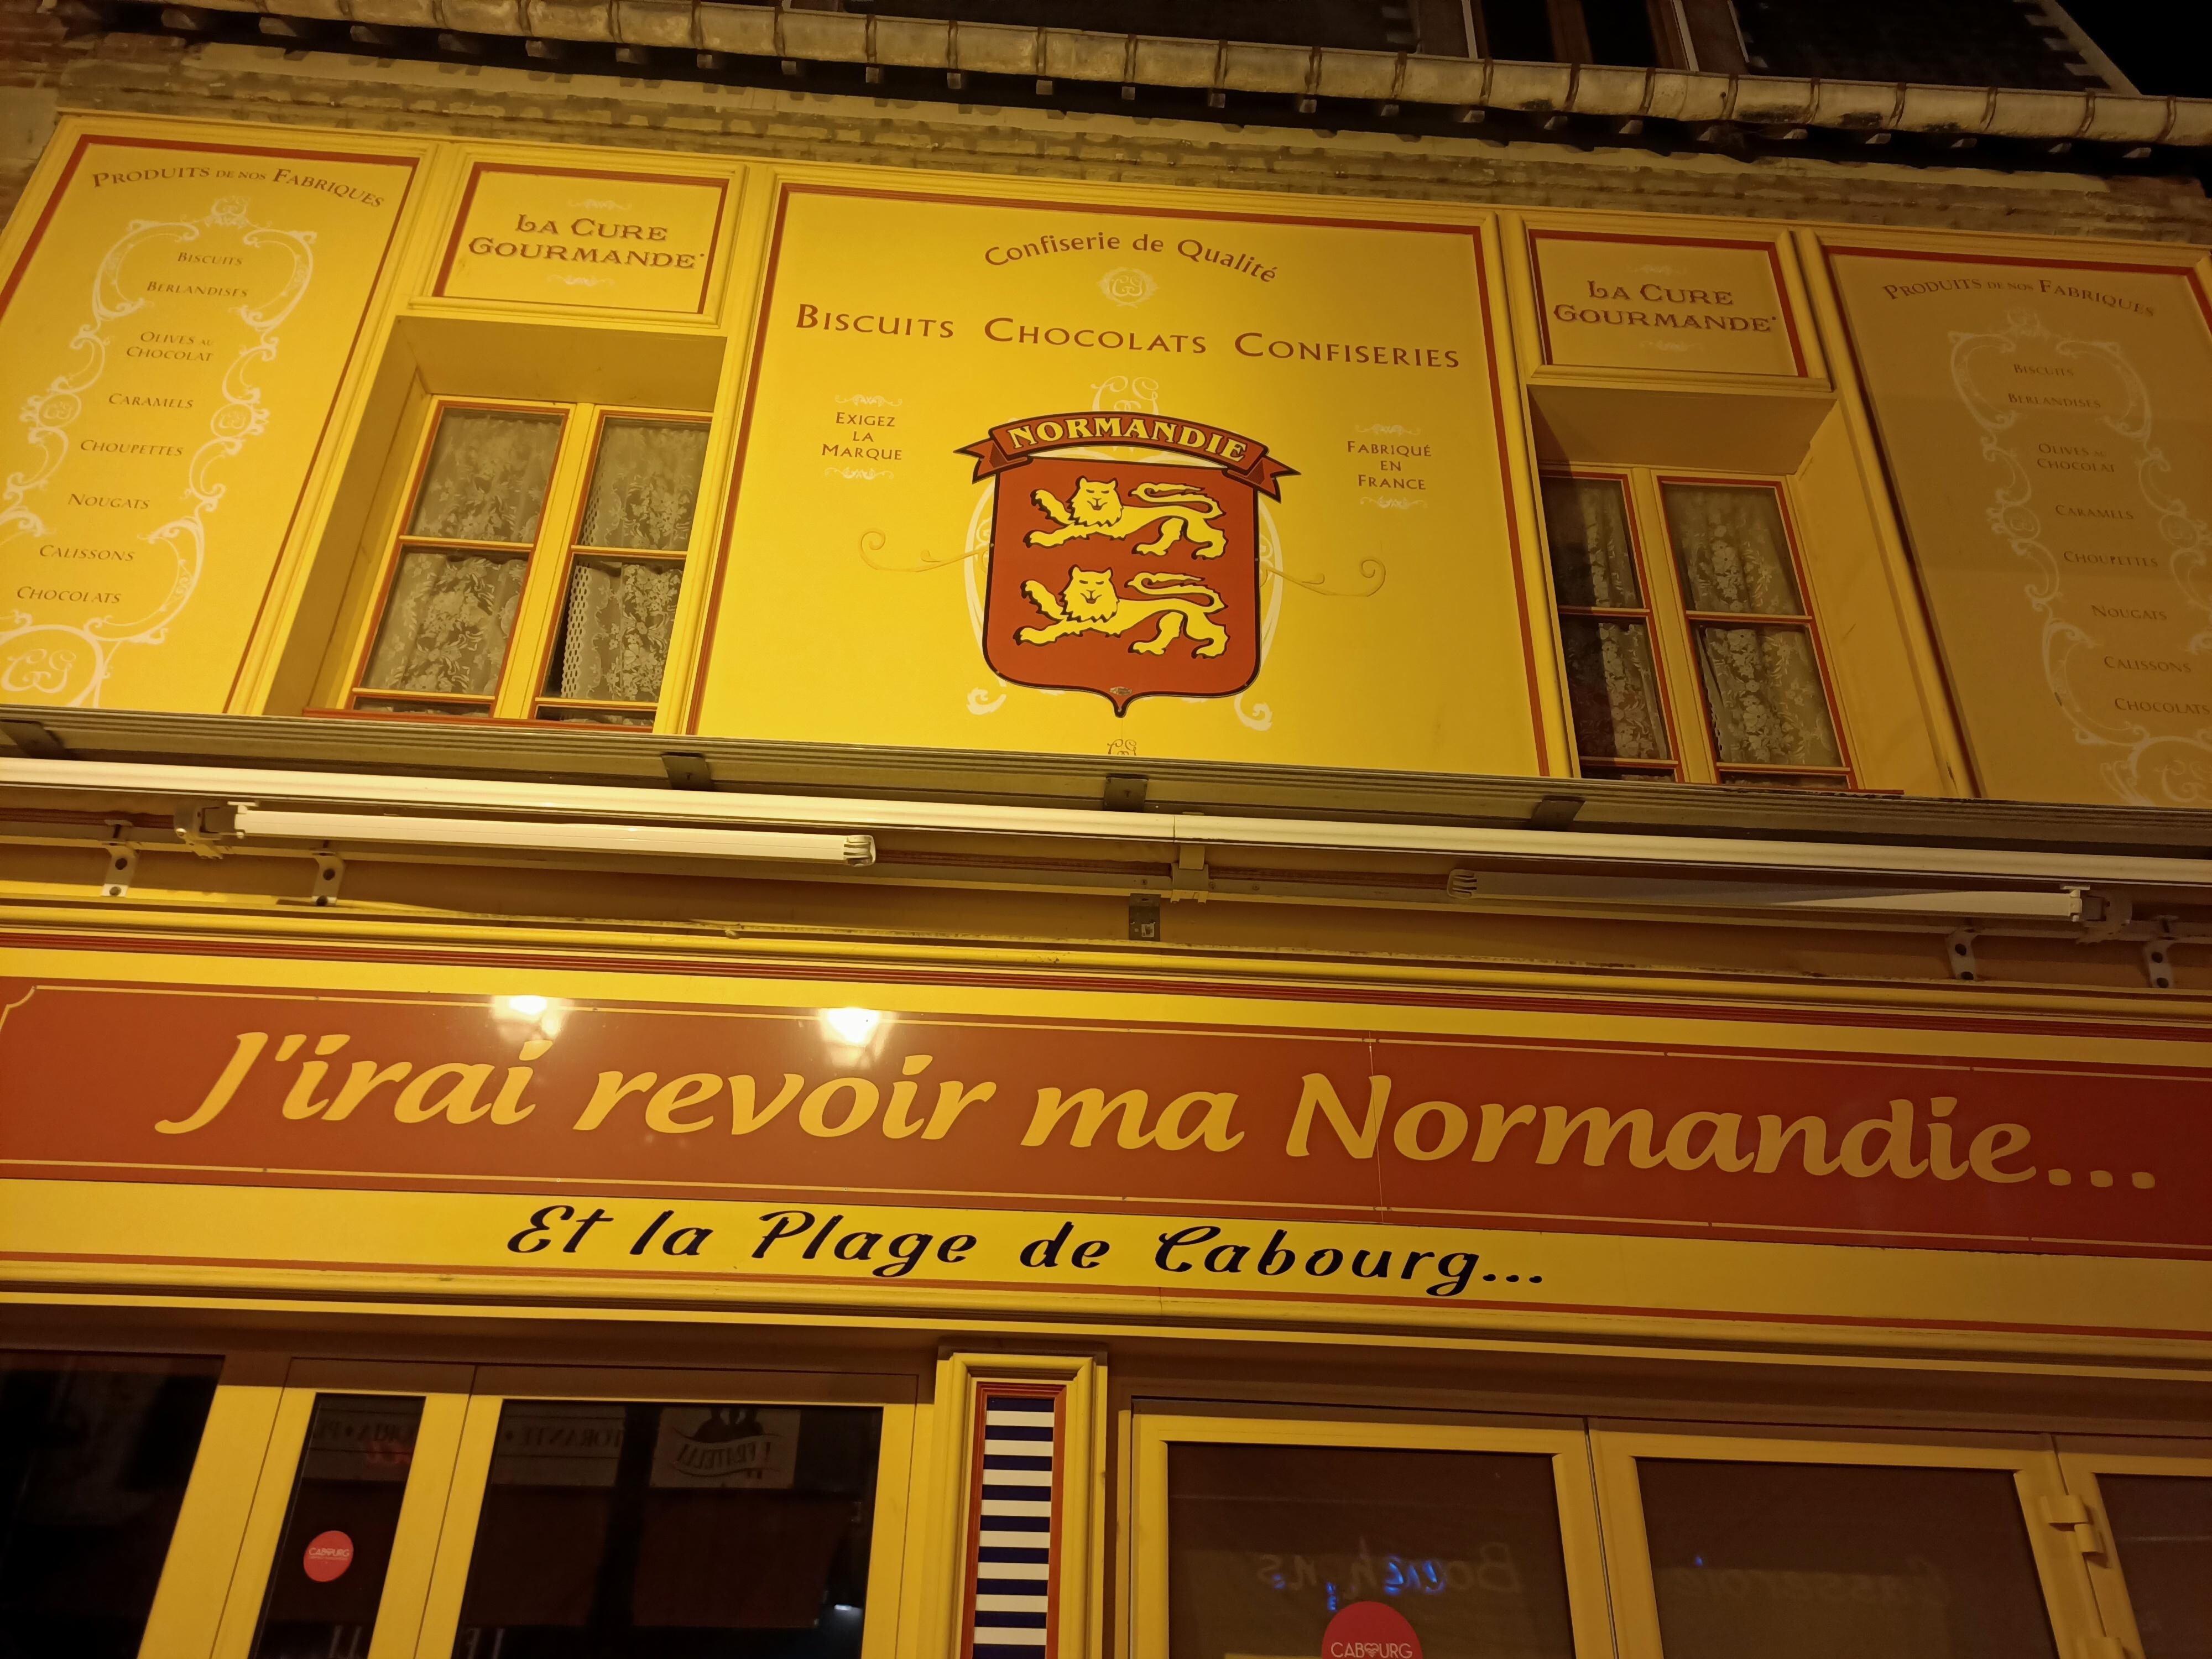 PRODUITS DE NOS FABRIQUES
BISCUITS
BERLANDISES
OLIVES AU
CHOCOLAT
CARAMELS
CHOUPETTES
NOUGATS
CALISSONS
CHOCOLATS
CG
LA CURE
GOURMANDE
Confiserie de Qualité
CG
BISCUITS CHOCOLATS CONFISERIES
EXIGEZ
LA
MARQUE
NORMANDIE
FABRIQUÉ
EN
FRANCE
LA CURE
GOURMANDE
PRODUITS DE NOS FABRIQUES
BISCUITS
BERLANDISES
OLIVES AU
CHOCOLAT
CARAMELS
CHOUPETTES
NOUGATS
CALISSONS
CHOCOLATS
J'irai revoir ma Normandie...
Et la Plage de Cabourg...
CABOURG
CABOURG